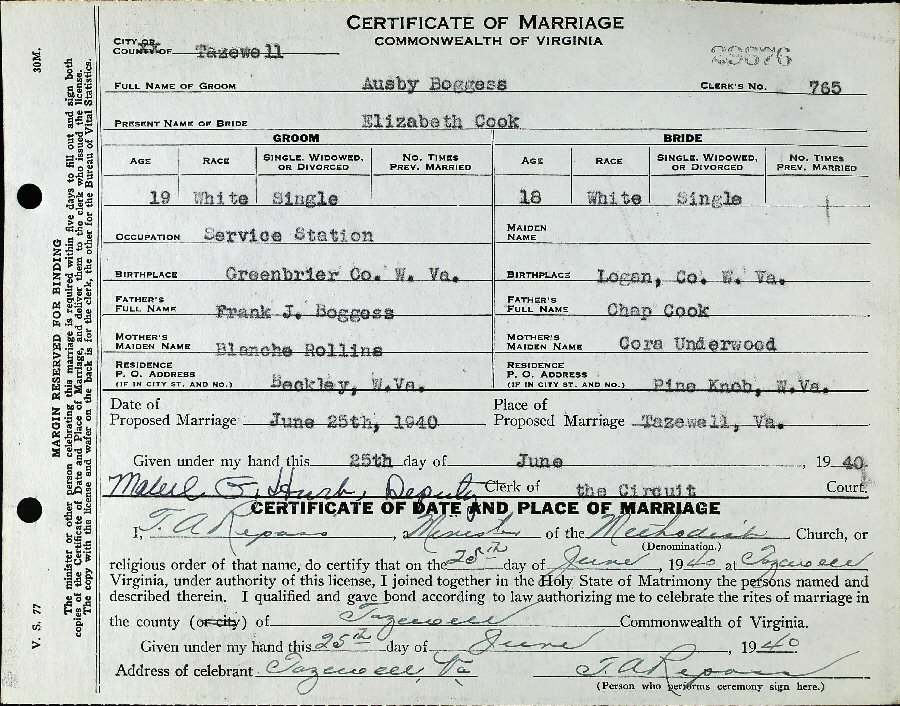 CERTIFICATE OF MARRIAGE
COMMONWEALTH OF VIRGINIA
CITY OR
COUNTY OF Tazewell
29876
FULL NAME OF GROOM Ausby Boggess CLERK'S NO. 765
PRESENT NAME OF BRIDE Elizabeth Cook
GROOM BRIDE
AGE RACE SINGLE, WIDOWED, OR DIVORCED NO. TIMES PREV. MARRIED AGE RACE SINGLE, WIDOWED, OR DIVORCED NO. TIMES PREV. MARRIED
19 White Single 18 White Single
OCCUPATION Service Station MAIDEN NAME
BIRTHPLACE Greenbrier Co. W. Va. BIRTHPLACE Logan, Co. W. Va.
FATHER'S FULL NAME Frank J. Boggess FATHER'S FULL NAME Chap Cook
MOTHER'S MAIDEN NAME Blanche Rollins MOTHER'S MAIDEN NAME Cora Underwood
RESIDENCE P. O. ADDRESS (IF IN CITY ST. AND NO.) Beckley, W.Va. RESIDENCE P. O. ADDRESS (IF IN CITY ST. AND NO.) Pine Knob, W.Va.
Date of Proposed Marriage June 25th, 1940 Place of Proposed Marriage Tazewell, Va.
Given under my hand this 25th day of June, 1940
Deputy Clerk of the Circuit Court.
CERTIFICATE OF DATE AND PLACE OF MARRIAGE
I, T. A. Repass, a Minister of the Methodist Church, or
(Denomination.)
religious order of that name, do certify that on the 25th day of June, 1940 at Tazewell
Virginia, under authority of this license, I joined together in the Holy State of Matrimony the persons named and
described therein. I qualified and gave bond according to law authorizing me to celebrate the rites of marriage in
the county (or city) of Tazewell Commonwealth of Virginia.
Given under my hand this 25th day of June, 1940
Address of celebrant Tazewell, Va T. A Repass
(Person who performs ceremony sign here.)
V. S. 77 MARGIN RESERVED FOR BINDING 30M.
The minister or other person celebrating this marriage is required within five days to fill out and sign both
copies of the Certificate of Date and Place of Marriage, and deliver them to the clerk who issued the license.
The copy with the license and wafer on the back is for the clerk, the other for the Bureau of Vital Statistics.